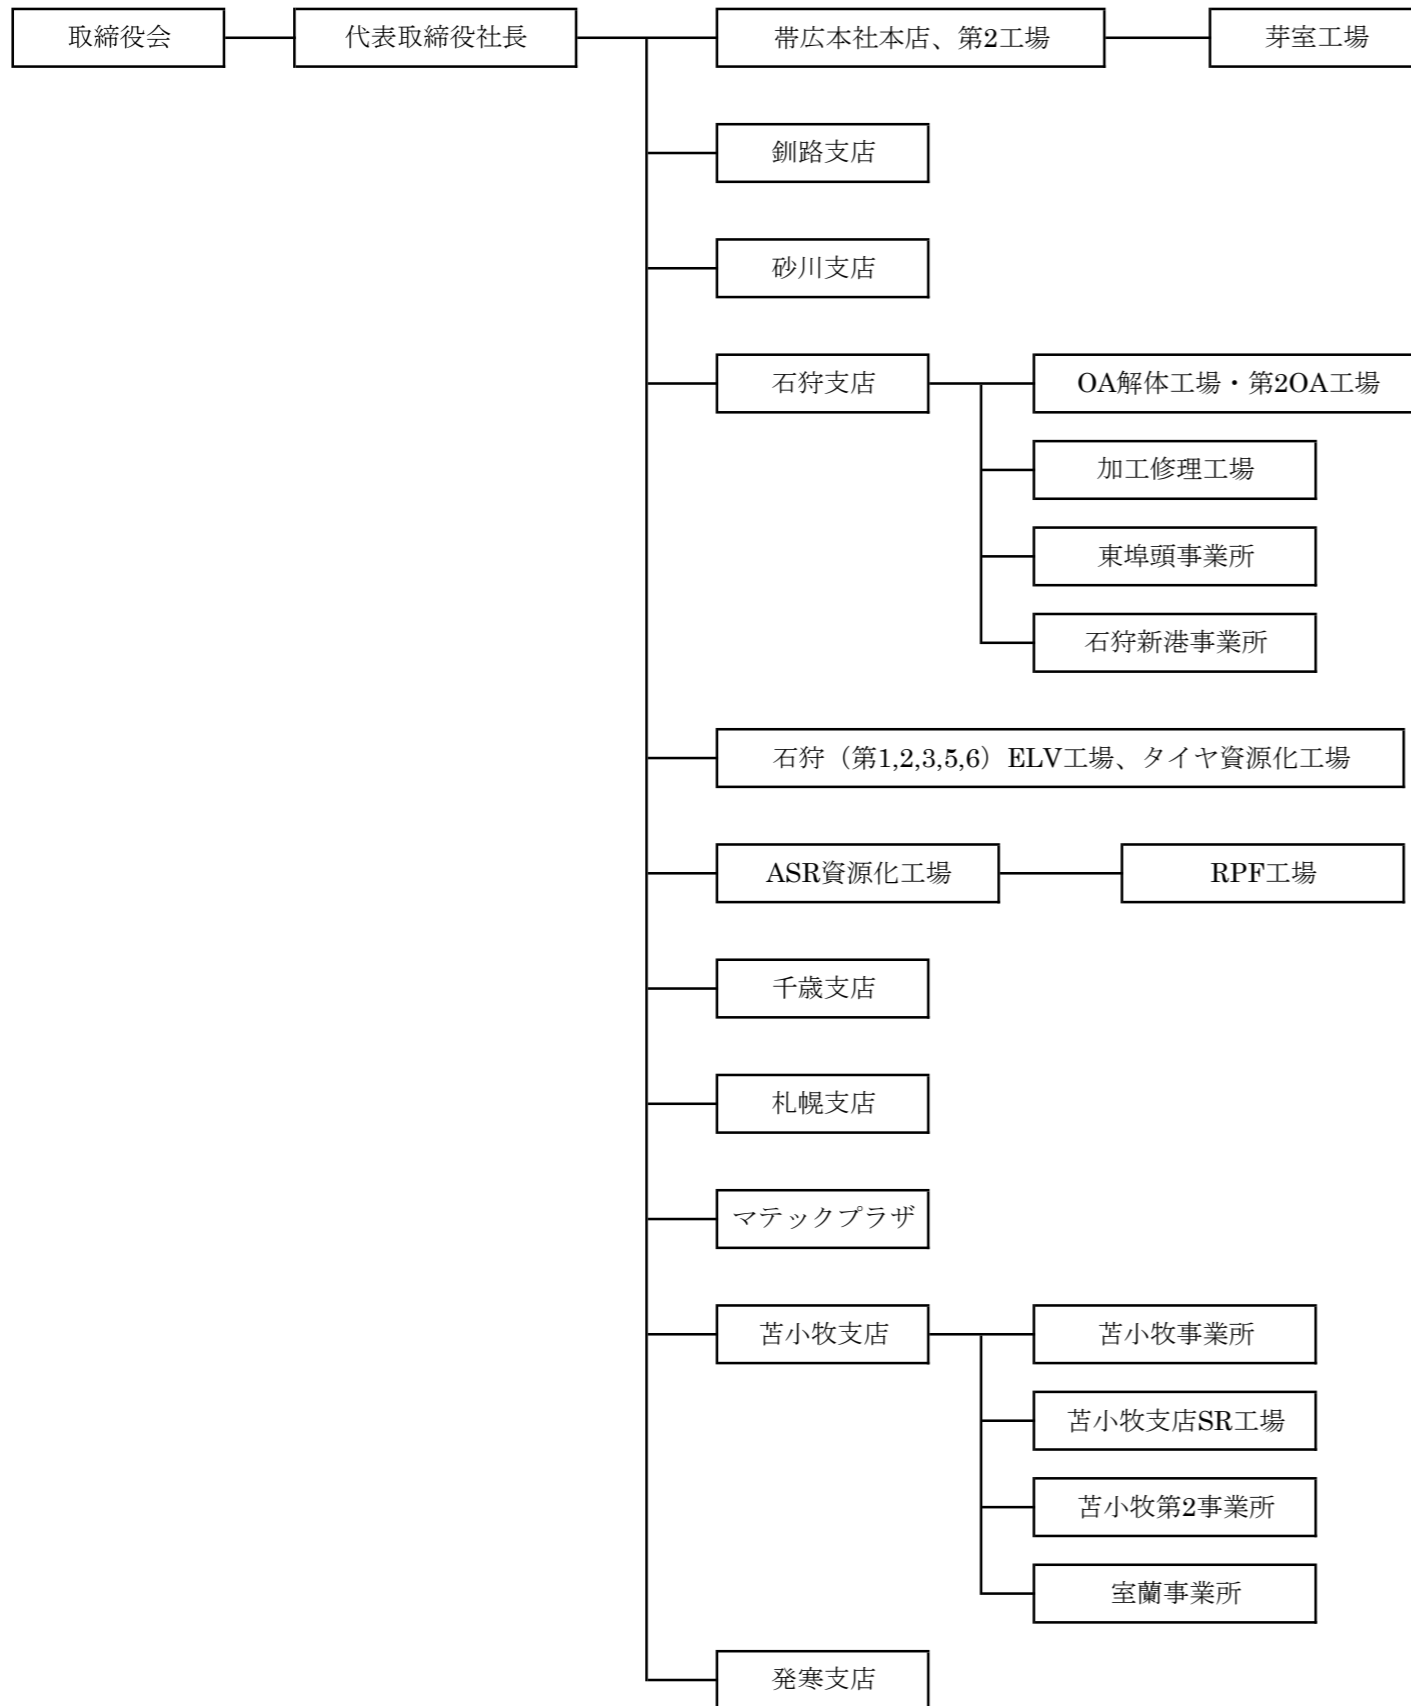 取締役会
代表取締役社長
帯広本社本店、第2工場
芽室工場
釧路支店
砂川支店
石狩支店
OA解体工場・第2OA工場
加工修理工場
東埠頭事業所
石狩新港事業所
石狩（第1,2,3,5,6）ELV工場、タイヤ資源化工場
ASR資源化工場
RPF工場
千歳支店
札幌支店
マテックプラザ
苫小牧支店
苫小牧事業所
苫小牧支店SR工場
苫小牧第2事業所
室蘭事業所
発寒支店